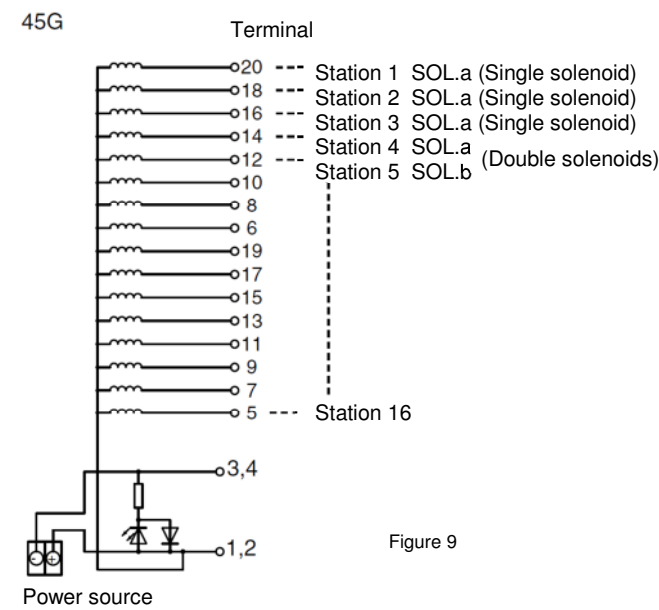 45G
Terminal
20 Station 1 SOL.a (Single solenoid)
18 Station 2 SOL.a (Single solenoid)
16 Station 3 SOL.a (Single solenoid)
14 Station 4 SOL.a (Double solenoids)
12 Station 5 SOL.b
10
8
6
19
17
15
13
11
9
7
5 Station 16
3,4
1,2
- +
Figure 9
Power source